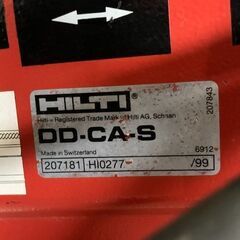 HILTI
Hilti = Registered Trade Mark of Hilti AG, Schaan
DD-CA-S
Made in Switzerland
6912
207181
HI0277
/99
207843